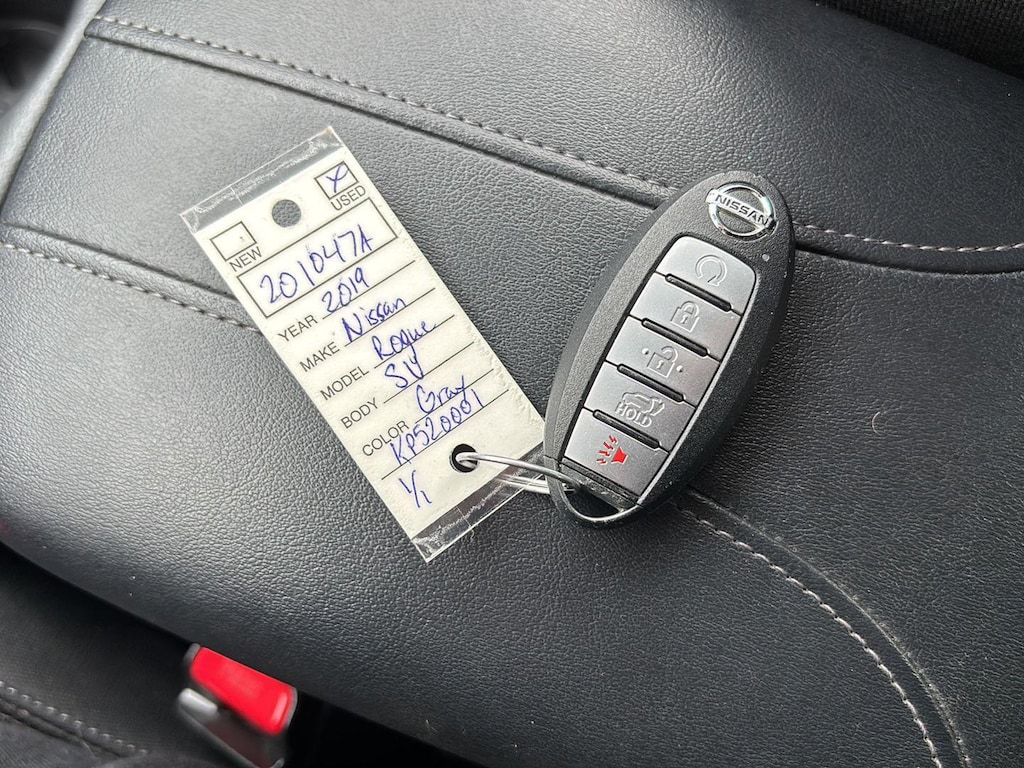 X
NEW USED
201047A
YEAR 2019
MAKE Nissan
MODEL Rogue
BODY SV
COLOR Gray
KP520001
1/1
NISSAN
HOLD